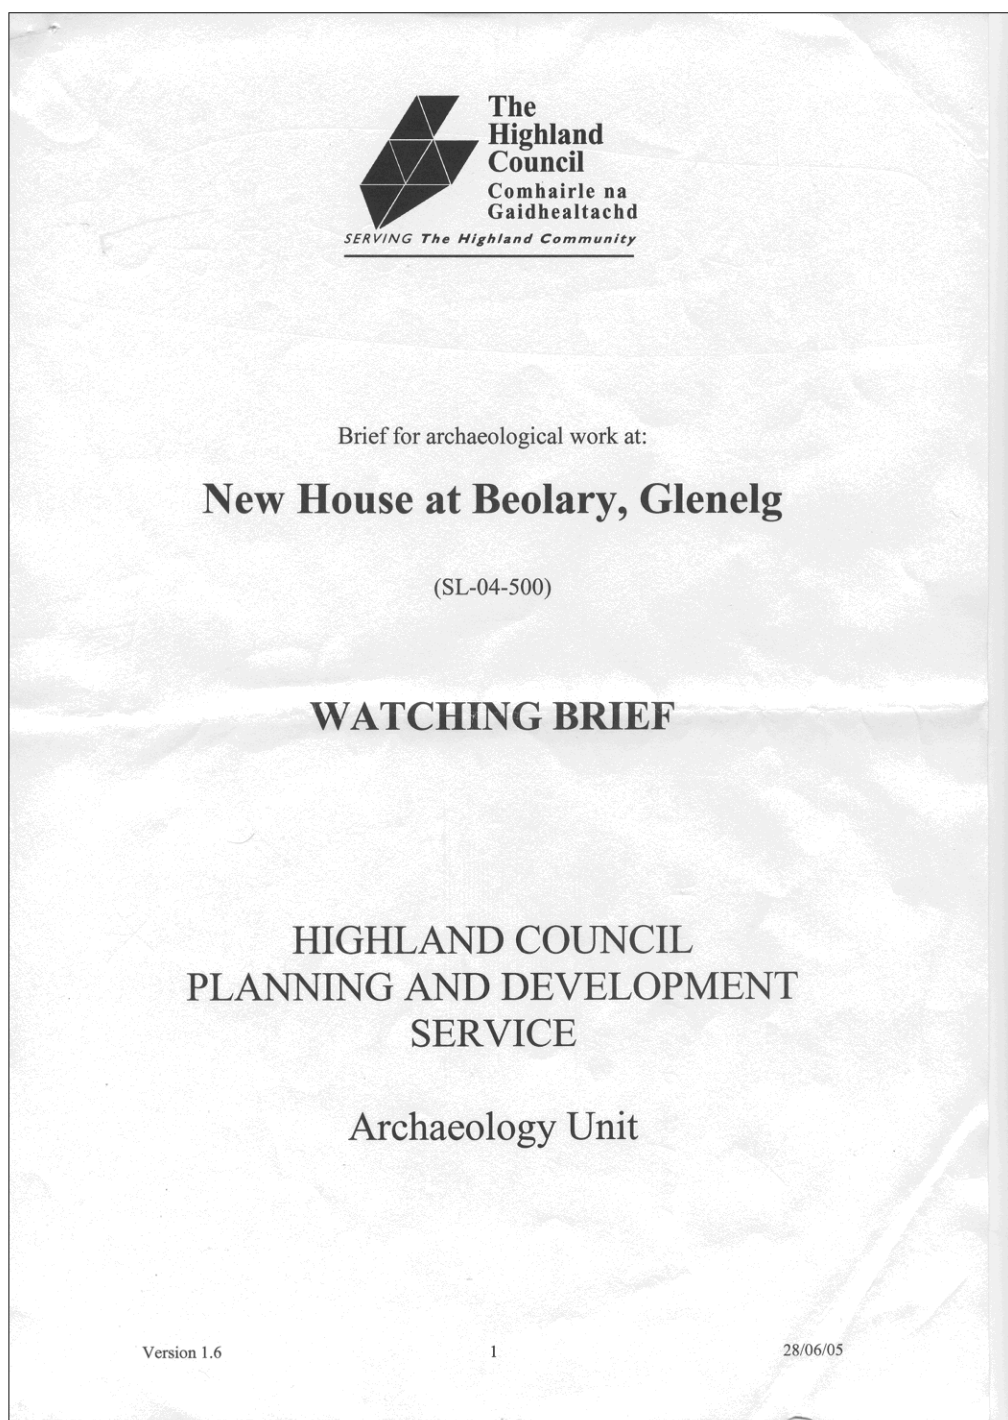 The
Highland
Council
Comhairle na
Gaidhealtachd
SERVING The Highland Community
Brief for archaeological work at:
New House at Beolary, Glenelg
(SL-04-500)
WATCHING BRIEF
HIGHLAND COUNCIL
PLANNING AND DEVELOPMENT
SERVICE
Archaeology Unit
Version 1.6 1 28/06/05